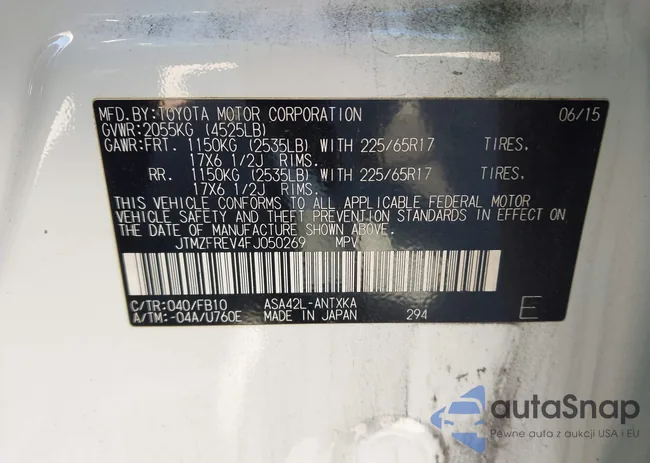 MFD.BY:TOYOTA MOTOR CORPORATION 06/15
GVWR:2055KG (4525LB)
GAWR:FRT. 1150KG (2535LB) WITH 225/65R17 TIRES.
17X6 1/2J RIMS.
RR. 1150KG (2535LB) WITH 225/65R17 TIRES.
17X6 1/2J RIMS.
THIS VEHICLE CONFORMS TO ALL APPLICABLE FEDERAL MOTOR
VEHICLE SAFETY AND THEFT PREVENTION STANDARDS IN EFFECT ON
THE DATE OF MANUFACTURE SHOWN ABOVE.
JTMZFREV4FJ050269 MPV
C/TR:040/FB10 ASA42L-ANTXKA
A/TM:-04A/U760E MADE IN JAPAN 294 E
autaSnap
Pewne auta z aukcji USA i EU